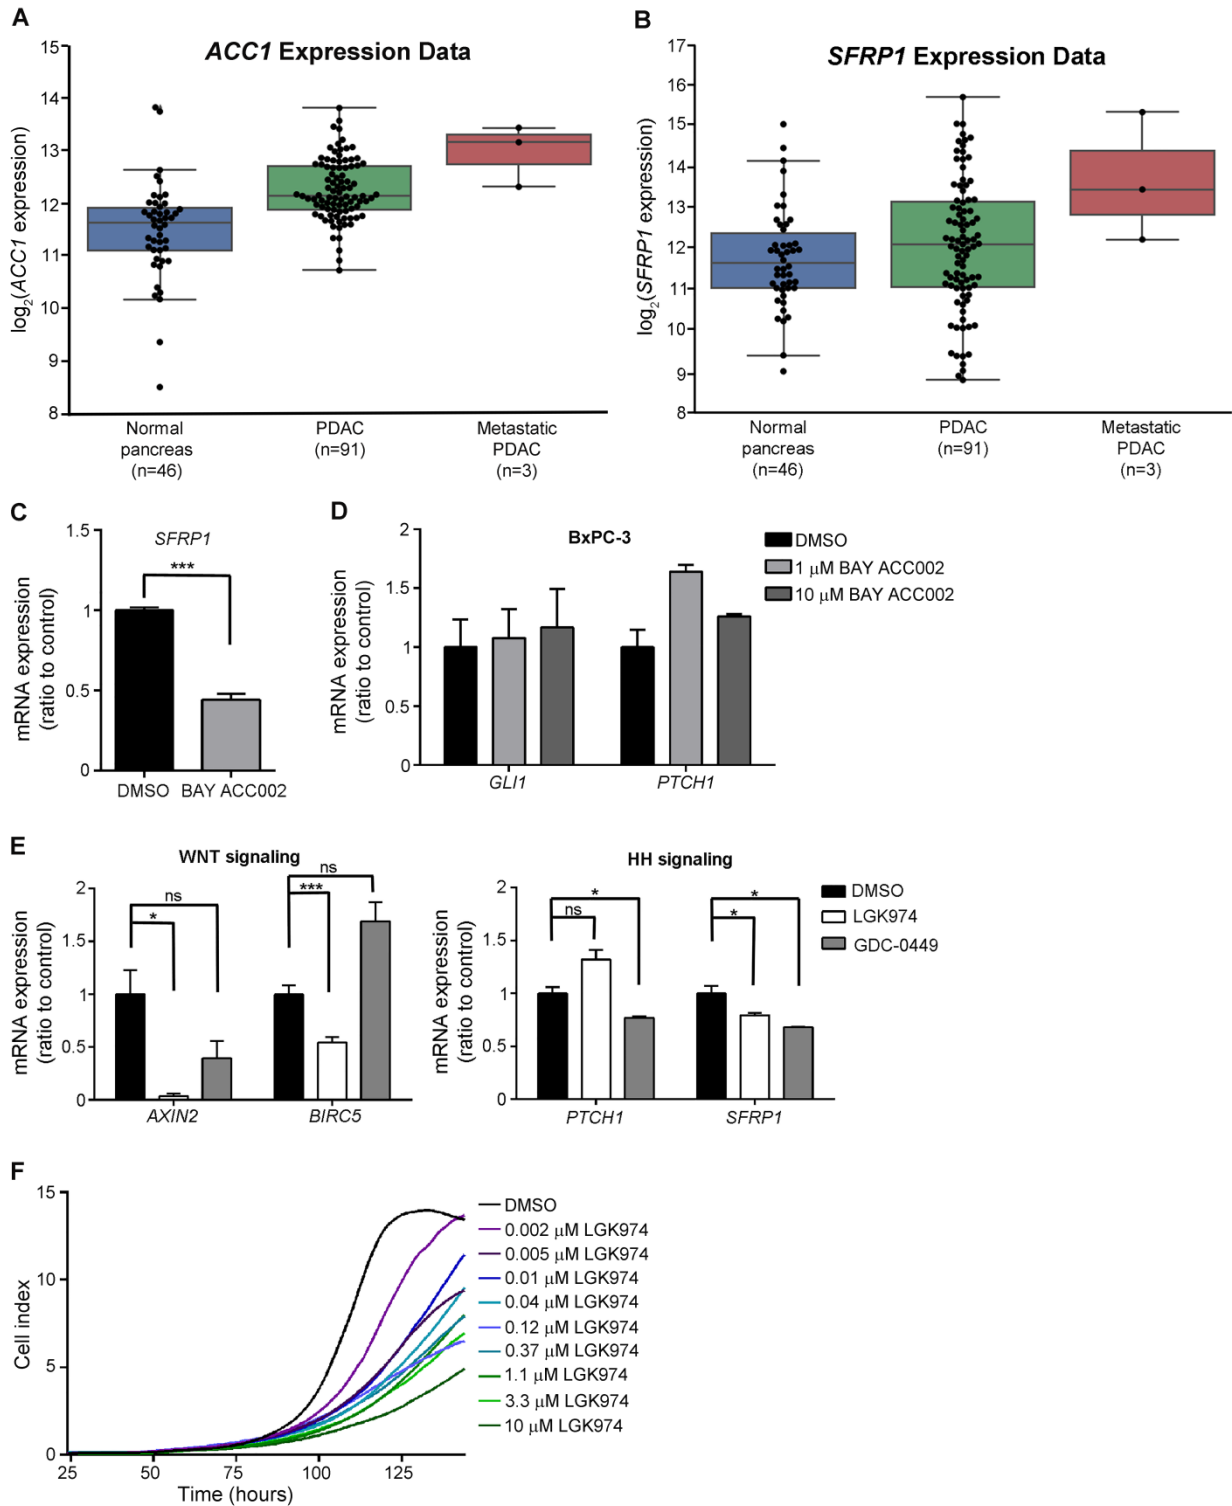 A
ACC1 Expression Data
log2(ACC1 expression)
15
14
13
12
11
10
9
8
Normal
pancreas
(n=46)
PDAC
(n=91)
Metastatic
PDAC
(n=3)
B
SFRP1 Expression Data
log2(SFRP1 expression)
17
16
15
14
13
12
11
10
9
8
Normal
pancreas
(n=46)
PDAC
(n=91)
Metastatic
PDAC
(n=3)
C
SFRP1
***
mRNA expression
(ratio to control)
1.5
1
0.5
0
DMSO
BAY ACC002
D
BxPC-3
mRNA expression
(ratio to control)
2
1.5
1
0.5
0
GLI1
PTCH1
DMSO
1 μM BAY ACC002
10 μM BAY ACC002
E
WNT signaling
mRNA expression
(ratio to control)
2
1.5
1
0.5
0
ns
*
ns
***
AXIN2
BIRC5
HH signaling
mRNA expression
(ratio to control)
2
1.5
1
0.5
0
*
ns
*
*
PTCH1
SFRP1
DMSO
LGK974
GDC-0449
F
Cell index
15
10
5
0
25
50
75
100
125
Time (hours)
DMSO
0.002 μM LGK974
0.005 μM LGK974
0.01 μM LGK974
0.04 μM LGK974
0.12 μM LGK974
0.37 μM LGK974
1.1 μM LGK974
3.3 μM LGK974
10 μM LGK974